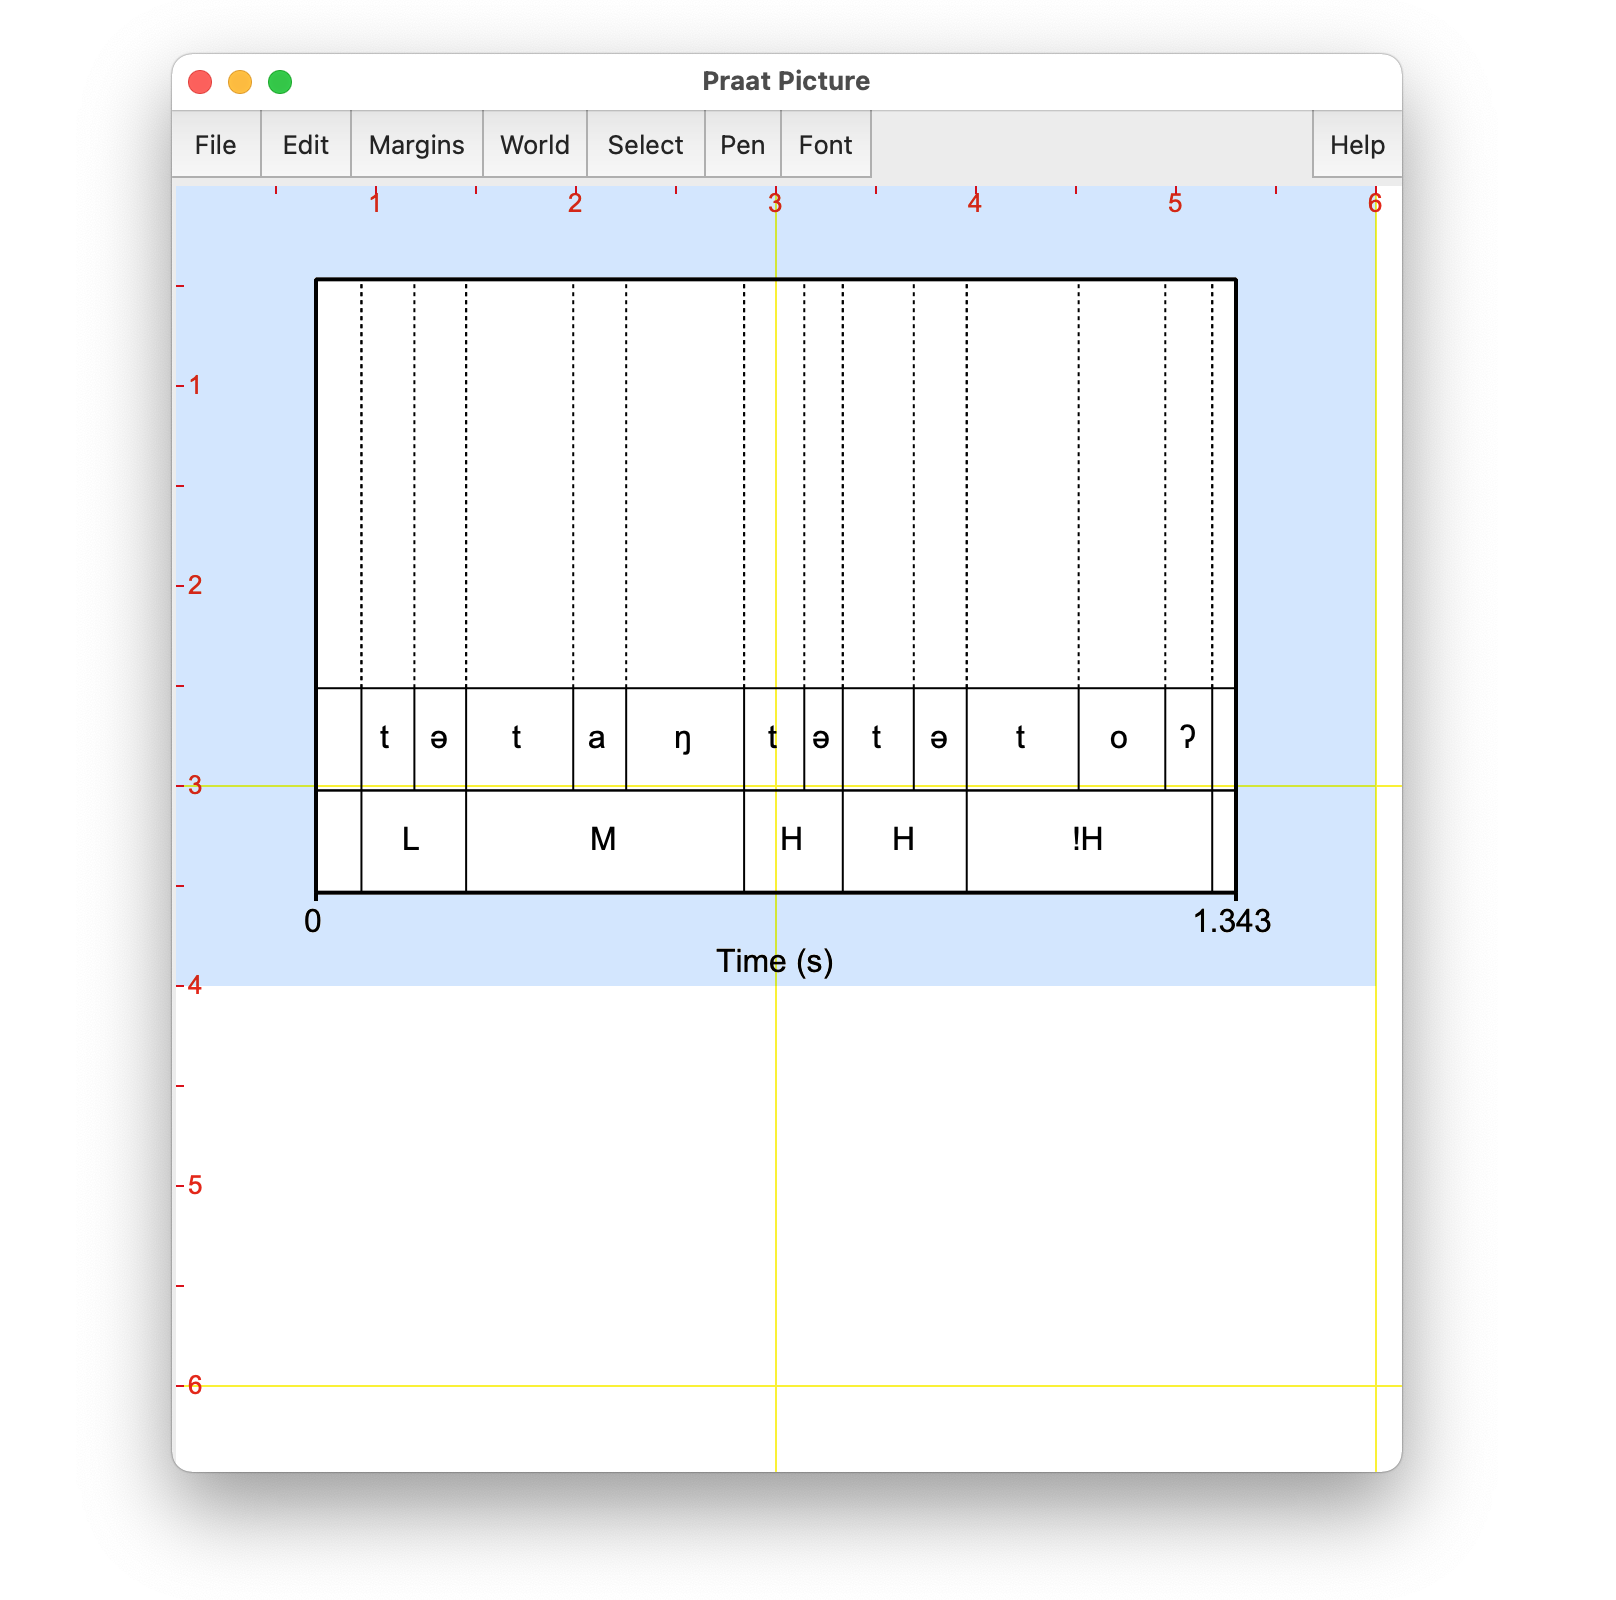 Praat Picture
File Edit Margins World Select Pen Font Help
1 2 3 4 5 6
1
2
t ə t a ŋ t ə t ə t o ʔ
3
L M H H !H
0 1.343
Time (s)
4
5
6